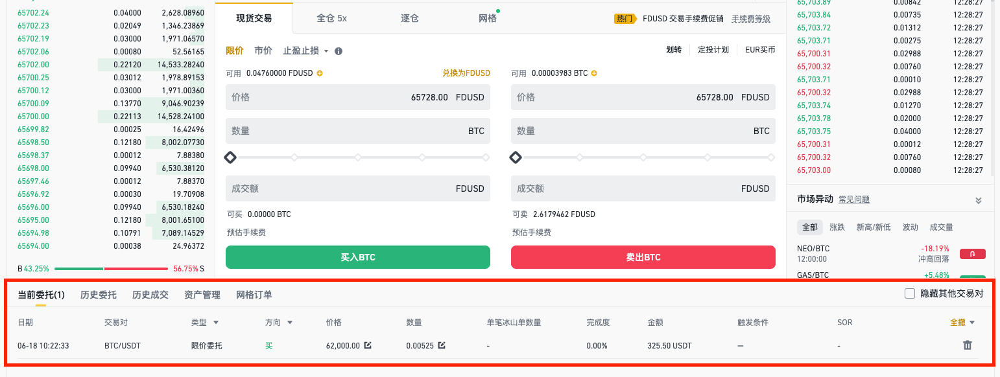 65702.24 0.04000 2,628.08960
65702.23 0.02049 1,346.23869
65702.19 0.03000 1,971.06570
65702.06 0.00080 52.56165
65702.00 0.22120 14,533.28240
65700.25 0.03012 1,978.89153
65700.12 0.03000 1,971.00360
65700.09 0.13770 9,046.90239
65700.00 0.22113 14,528.24100
65699.82 0.00025 16.42496
65698.50 0.12180 8,002.07730
65698.37 0.00012 7.88380
65698.00 0.09940 6,530.38120
65697.46 0.00012 7.88370
65696.92 0.00030 19.70908
65696.00 0.09940 6,530.18240
65695.00 0.12180 8,001.65100
65694.98 0.10791 7,089.14529
65694.00 0.00038 24.96372
B 43.25% 56.75% S
现货交易 全仓 5x 逐仓 网格 热门 FDUSD 交易手续费促销 手续费等级
限价 市价 止盈止损 划转 定投计划 EUR买币
可用 0.04760000 FDUSD 兑换为FDUSD
价格 65728.00 FDUSD
数量 BTC
成交额 FDUSD
可买 0.00000 BTC
预估手续费
买入BTC
可用 0.00003983 BTC
价格 65728.00 FDUSD
数量 BTC
成交额 FDUSD
可卖 2.6179462 FDUSD
预估手续费
卖出BTC
65,703.89 0.00842 12:28:27
65,703.84 0.00735 12:28:27
65,703.72 0.01312 12:28:27
65,703.71 0.00275 12:28:27
65,700.31 0.02988 12:28:27
65,700.32 0.00760 12:28:27
65,703.71 0.00010 12:28:27
65,700.32 0.02988 12:28:27
65,703.74 0.01270 12:28:27
65,703.78 0.02000 12:28:27
65,703.75 0.04000 12:28:27
65,700.31 0.00012 12:28:27
65,700.32 0.00760 12:28:27
65,703.00 0.00080 12:28:27
市场异动 常见问题
全部 涨跌 新高/新低 波动 成交量
NEO/BTC -18.19%
12:00:00 冲高回落
GAS/BTC +5.48%
当前委托(1) 历史委托 历史成交 资产管理 网格订单 隐藏其他交易对
日期 交易对 类型 方向 价格 数量 单笔冰山单数量 完成度 金额 触发条件 SOR 全撤
06-18 10:22:33 BTC/USDT 限价委托 买 62,000.00 0.00525 - 0.00% 325.50 USDT — -